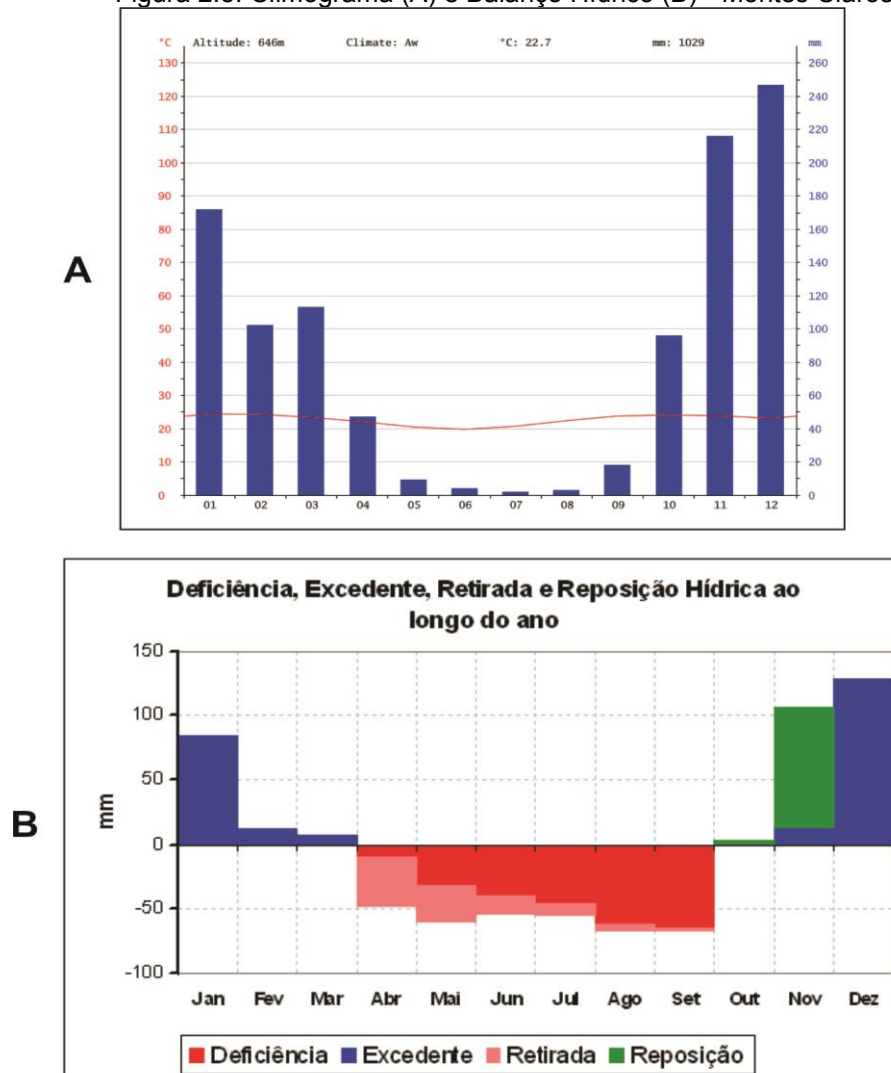 Figura 2.6: Climograma (A) e Balanço Hídrico (B) - Montes Claros
°C Altitude: 646m Climate: Aw °C: 22.7 mm: 1029 mm
130 260
120 240
110 220
100 200
90 180
80 160
70 140
A
60 120
50 100
40 80
30 60
20 40
10 20
0 0
01 02 03 04 05 06 07 08 09 10 11 12
Deficiência, Excedente, Retirada e Reposição Hídrica ao
longo do ano
150
100
50
B
mm
0
-50
-100
Jan Fev Mar Abr Mai Jun Jul Ago Set Out Nov Dez
Deficiência Excedente Retirada Reposição